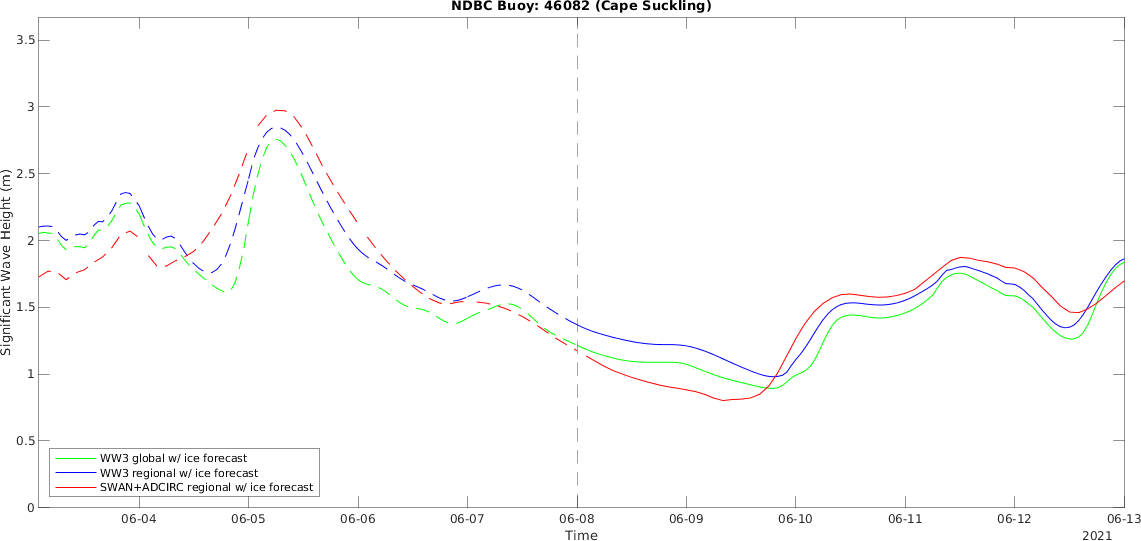 NDBC Buoy: 46082 (Cape Suckling)
3.5
3
2.5
2
1.5
1
0.5
0
Significant Wave Height (m)
WW3 global w/ ice forecast
WW3 regional w/ ice forecast
SWAN+ADCIRC regional w/ ice forecast
06-04 06-05 06-06 06-07 06-08 06-09 06-10 06-11 06-12 06-13
Time
2021